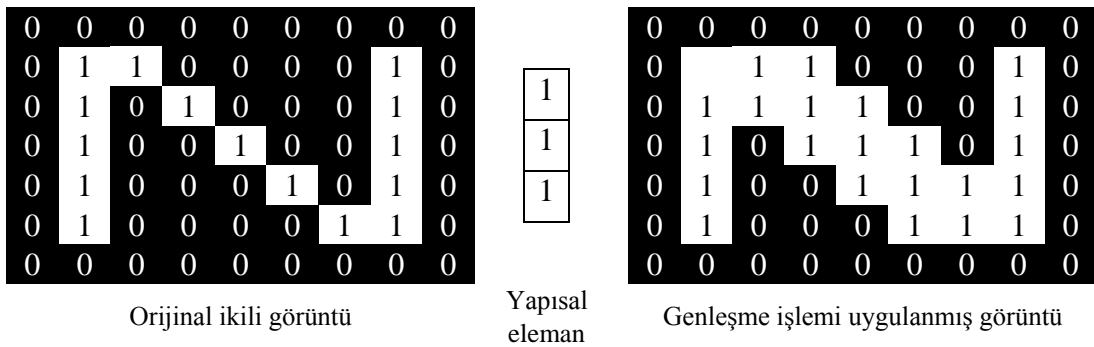 0 0 0 0 0 0 0 0 0
0 1 1 0 0 0 0 1 0
0 1 0 1 0 0 0 1 0
0 1 0 0 1 0 0 1 0
0 1 0 0 0 1 0 1 0
0 1 0 0 0 0 1 1 0
0 0 0 0 0 0 0 0 0
Orijinal ikili görüntü
1
1
1
Yapısal
eleman
0 0 0 0 0 0 0 0 0
0 1 1 0 0 0 1 0
0 1 1 1 1 0 0 1 0
0 1 0 1 1 1 0 1 0
0 1 0 0 1 1 1 1 0
0 1 0 0 0 1 1 1 0
0 0 0 0 0 0 0 0 0
Genleşme işlemi uygulanmış görüntü